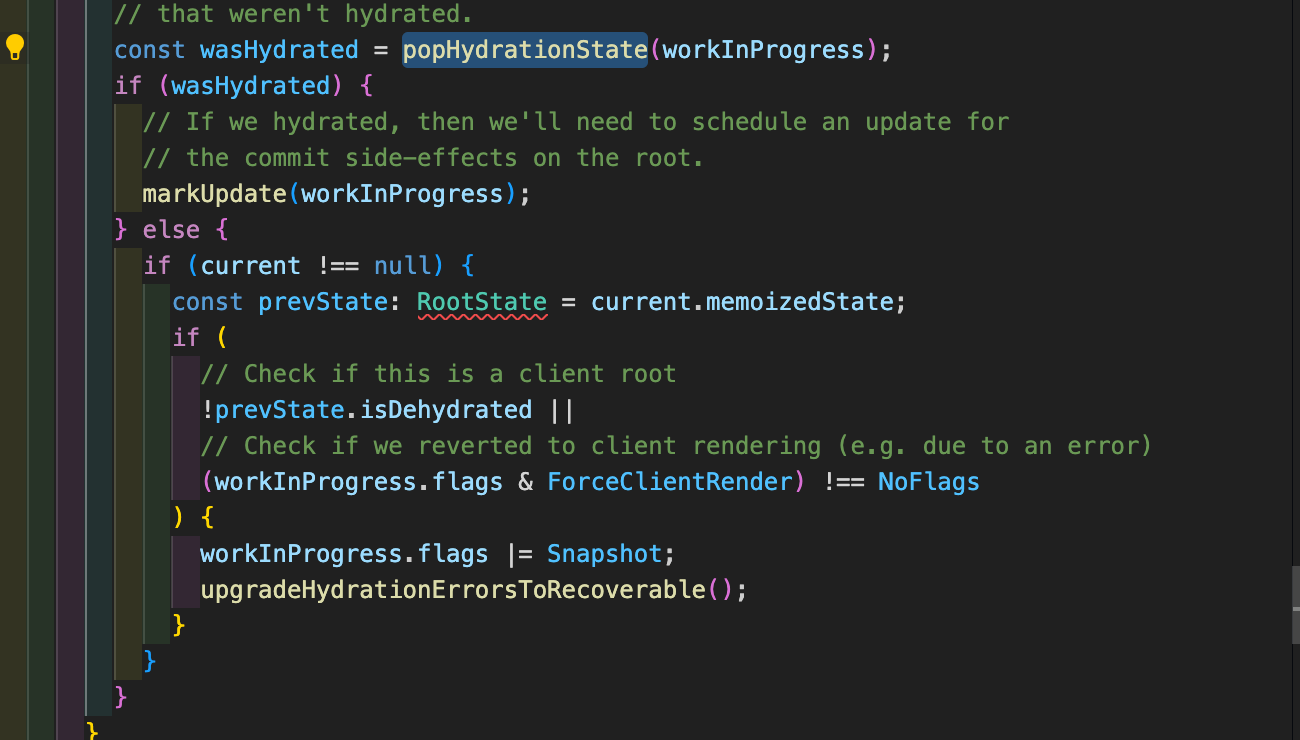 // that weren't hydrated.
const wasHydrated = popHydrationState(workInProgress);
if (wasHydrated) {
// If we hydrated, then we'll need to schedule an update for
// the commit side-effects on the root.
markUpdate(workInProgress);
} else {
if (current !== null) {
const prevState: RootState = current.memoizedState;
if (
// Check if this is a client root
!prevState.isDehydrated ||
// Check if we reverted to client rendering (e.g. due to an error)
(workInProgress.flags & ForceClientRender) !== NoFlags
) {
workInProgress.flags |= Snapshot;
upgradeHydrationErrorsToRecoverable();
}
}
}
}